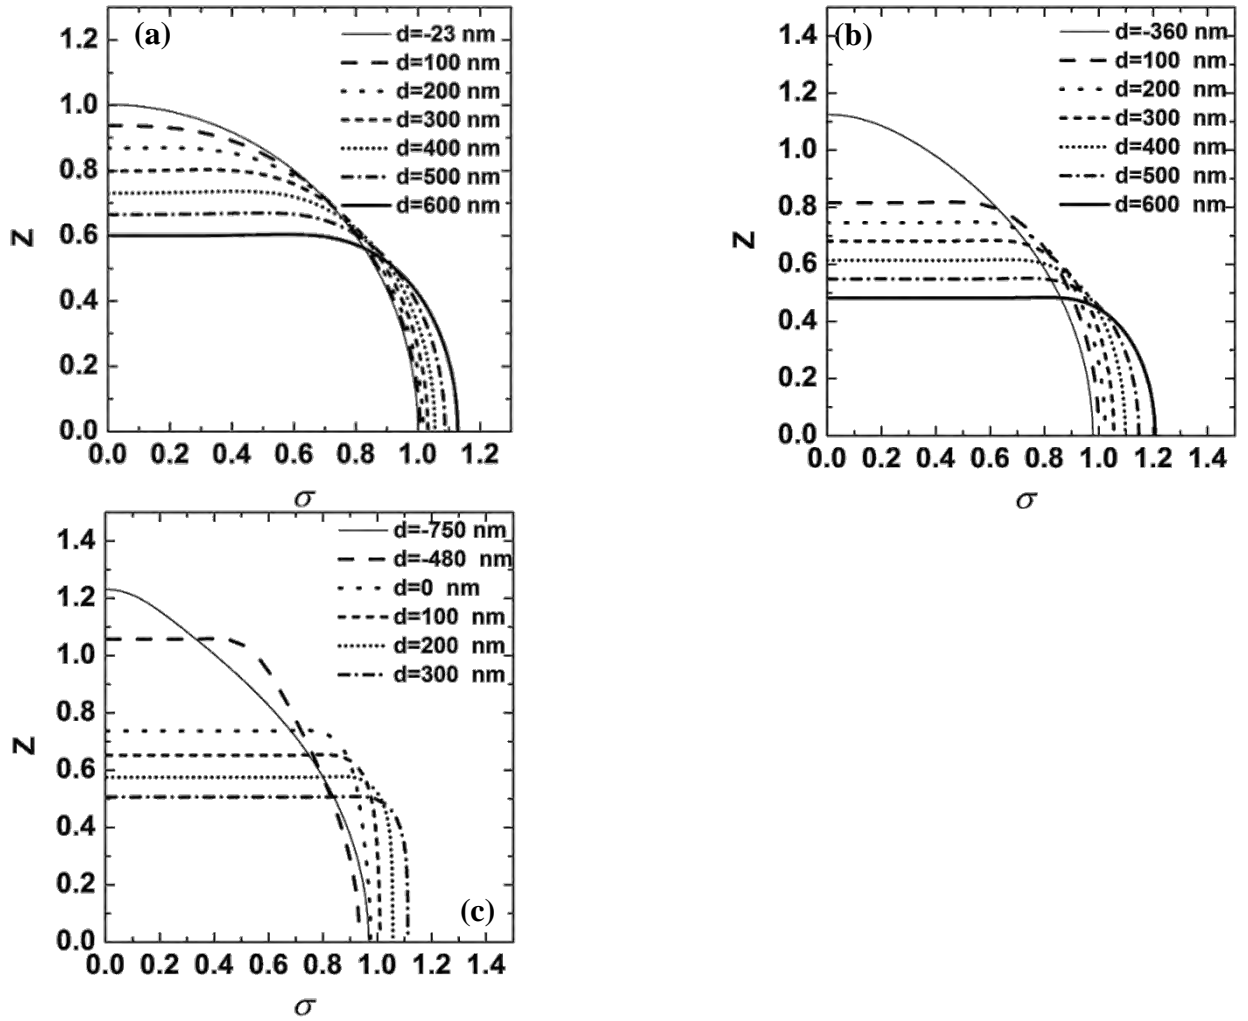 (a)
d=-23 nm
d=100 nm
d=200 nm
d=300 nm
d=400 nm
d=500 nm
d=600 nm
1.2
1.0
0.8
0.6
0.4
0.2
0.0
Z
0.0 0.2 0.4 0.6 0.8 1.0 1.2
σ
(b)
d=-360 nm
d=100 nm
d=200 nm
d=300 nm
d=400 nm
d=500 nm
d=600 nm
1.4
1.2
1.0
0.8
0.6
0.4
0.2
0.0
Z
0.0 0.2 0.4 0.6 0.8 1.0 1.2 1.4
σ
d=-750 nm
d=-480 nm
d=0 nm
d=100 nm
d=200 nm
d=300 nm
1.4
1.2
1.0
0.8
0.6
0.4
0.2
0.0
Z
(c)
0.0 0.2 0.4 0.6 0.8 1.0 1.2 1.4
σ